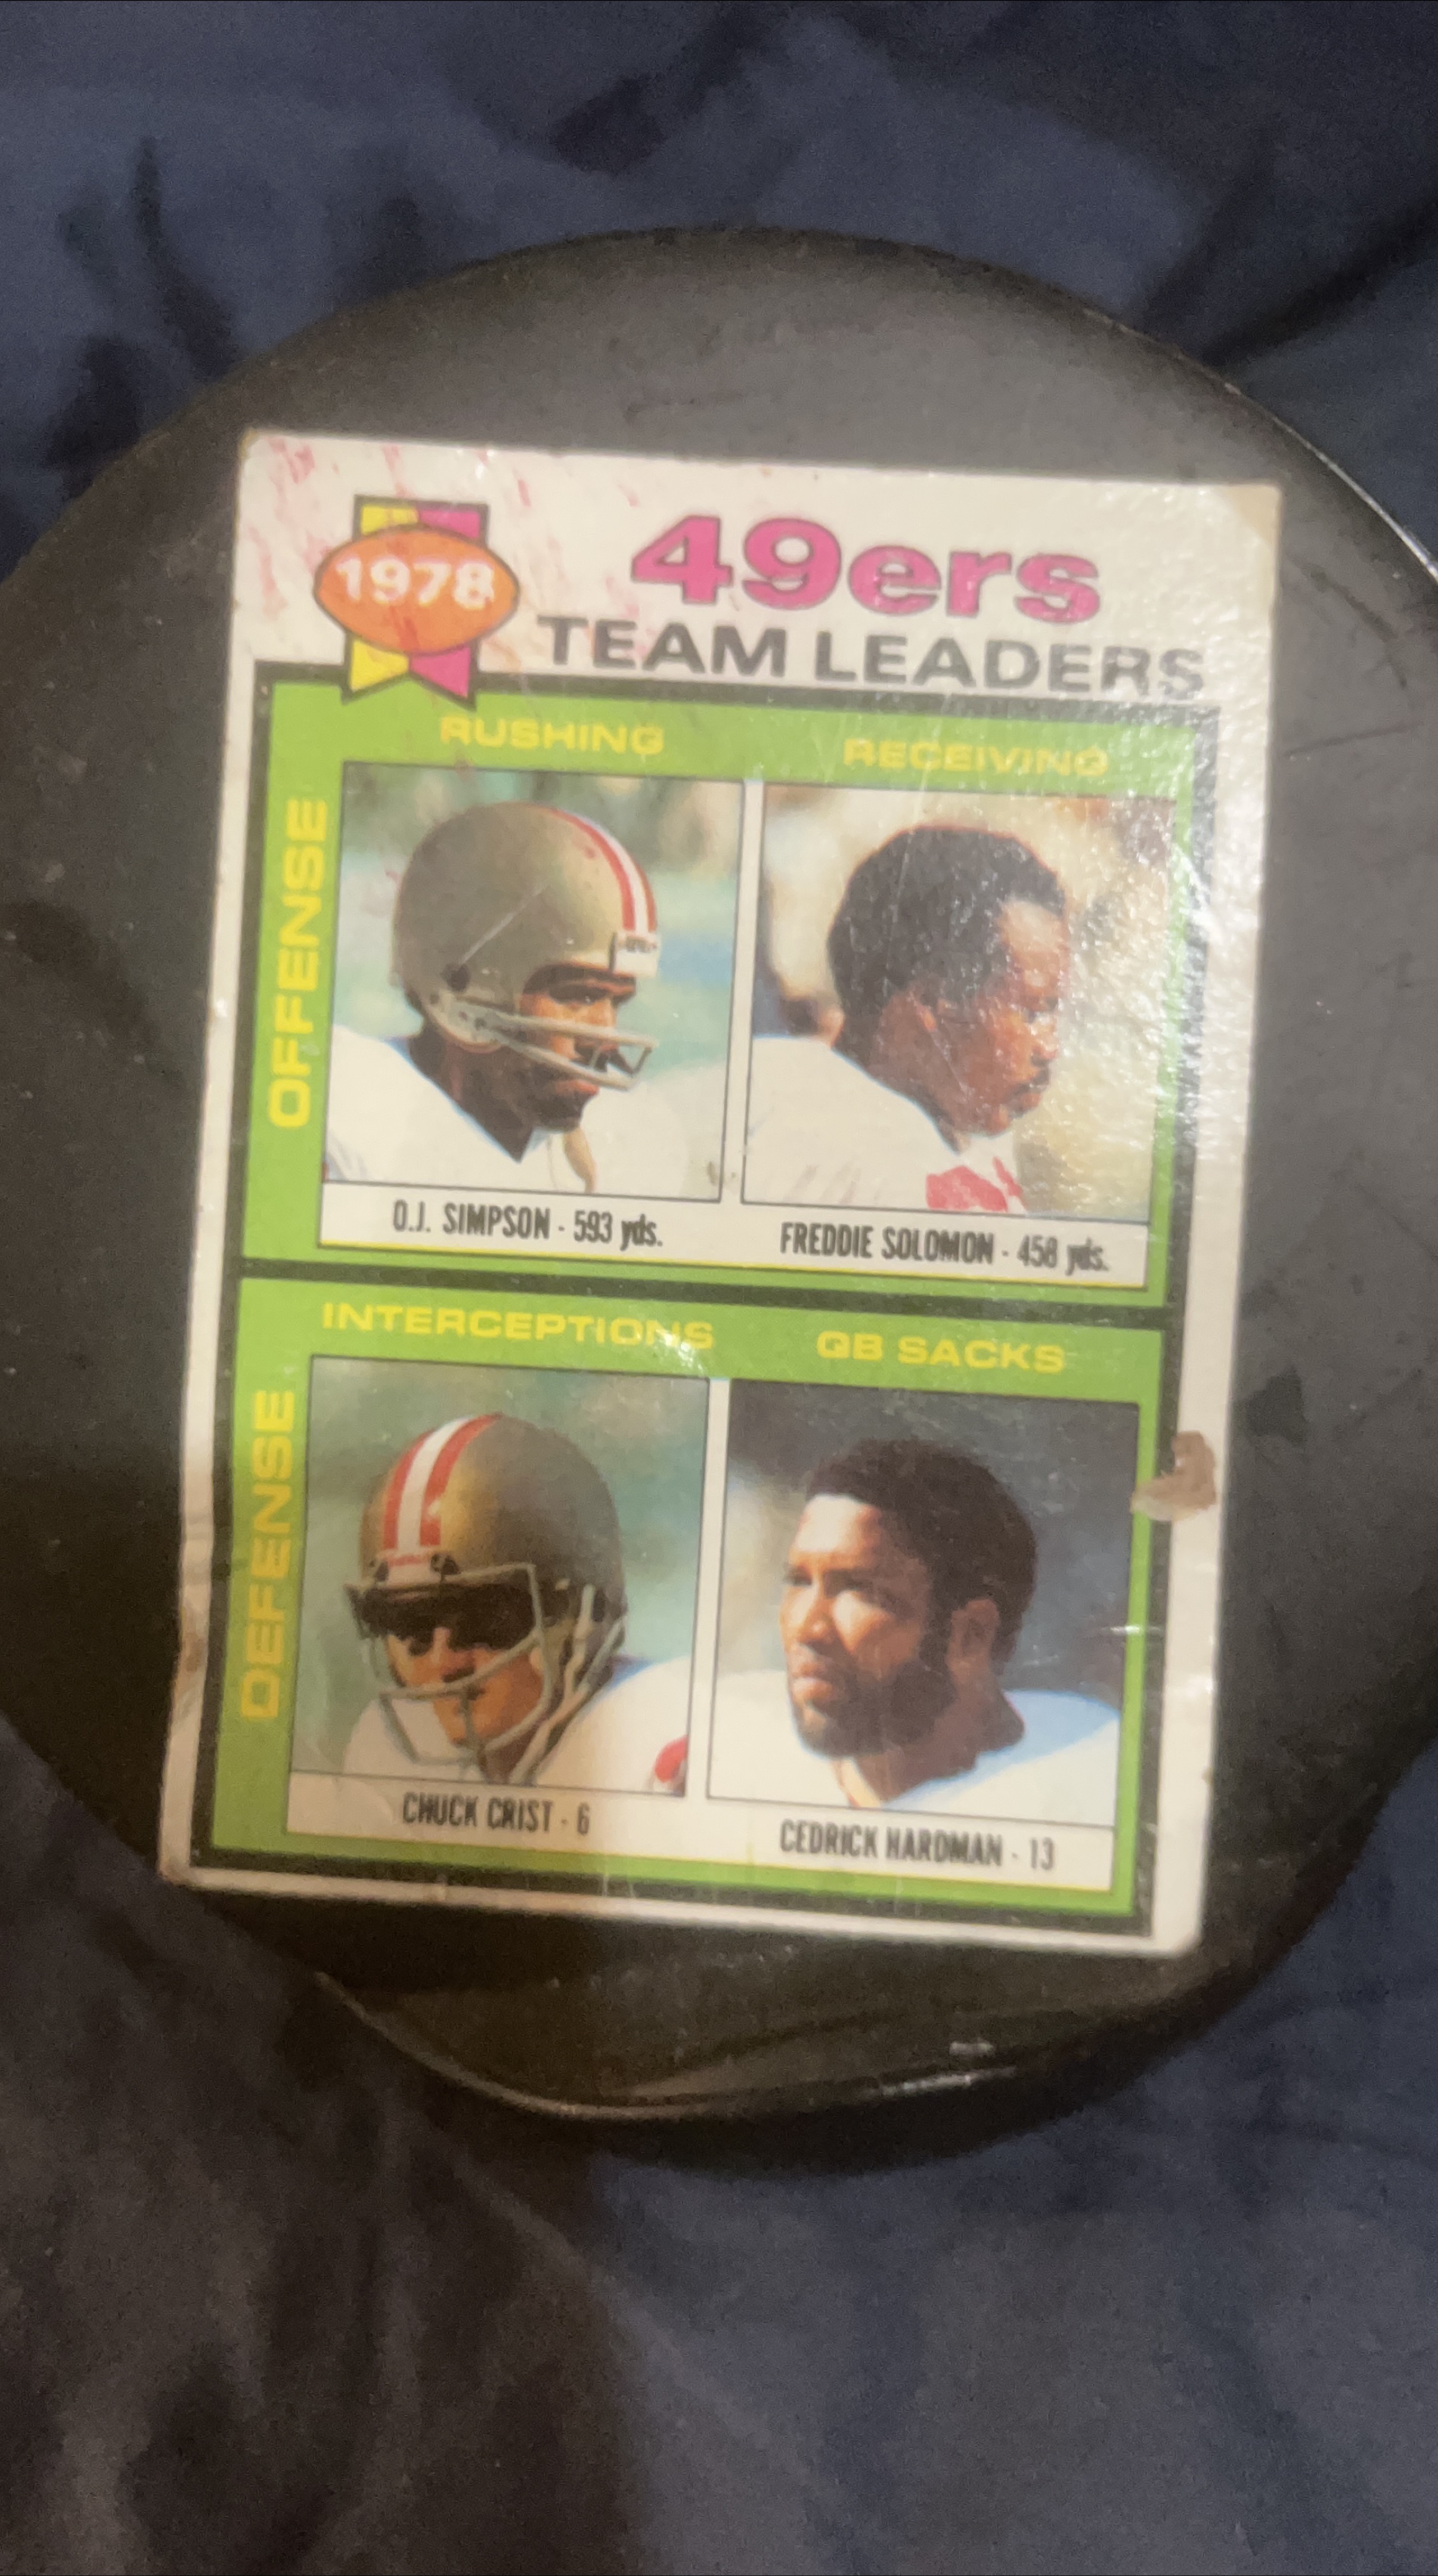 1978
49ers
TEAM LEADERS
OFFENSE
RUSHING
RECEIVING
O.J. SIMPSON - 593 yds.
FREDDIE SOLOMON - 458 yds.
DEFENSE
INTERCEPTIONS
QB SACKS
CHUCK CRIST - 6
CEDRICK HARDMAN - 13